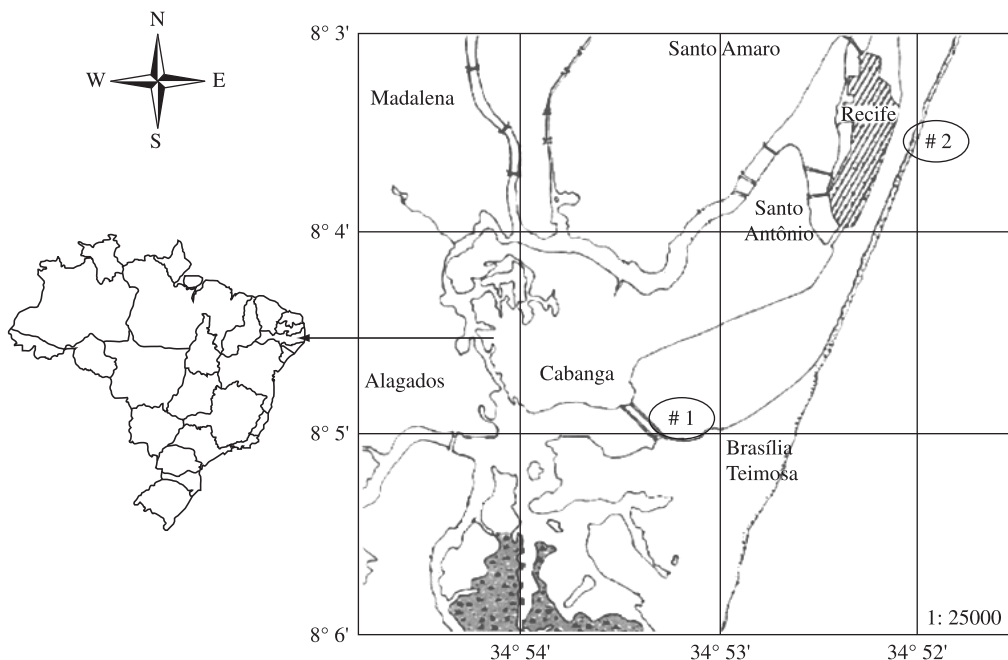 N
W
E
S
8° 3'
8° 4'
8° 5'
8° 6'
Santo Amaro
Madalena
Recife
# 2
Santo
Antônio
Cabanga
Alagados
# 1
Brasília
Teimosa
1: 25000
34° 54'
34° 53'
34° 52'